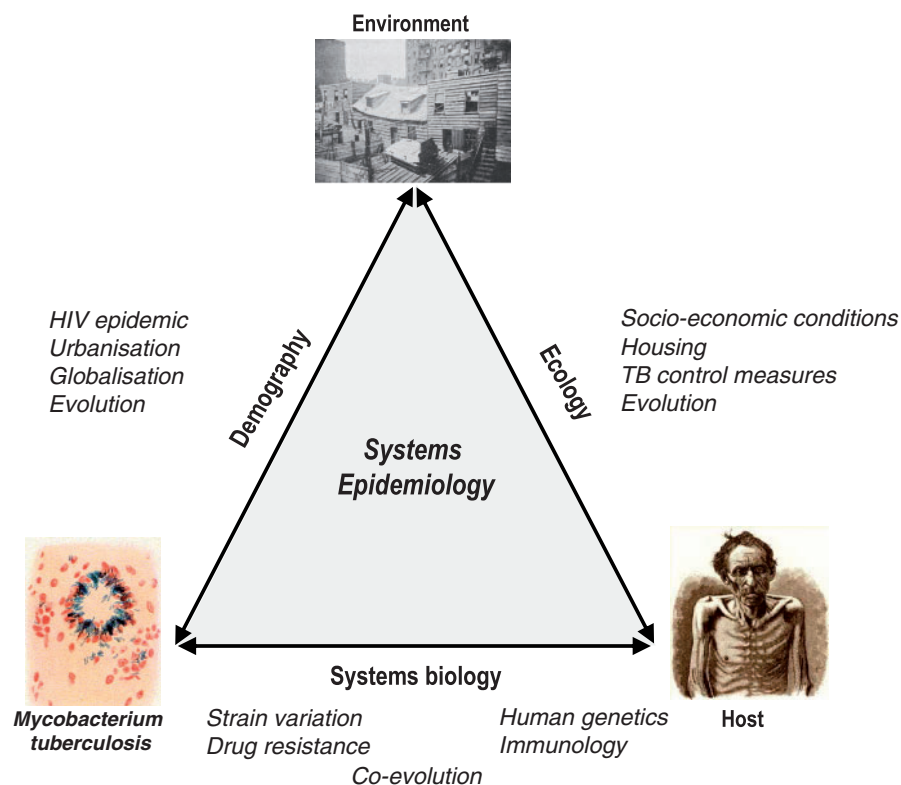 Environment
HIV epidemic
Urbanisation
Globalisation
Evolution
Demography
Ecology
Socio-economic conditions
Housing
TB control measures
Evolution
Systems
Epidemiology
Systems biology
Mycobacterium
tuberculosis
Strain variation
Drug resistance
Human genetics
Immunology
Co-evolution
Host